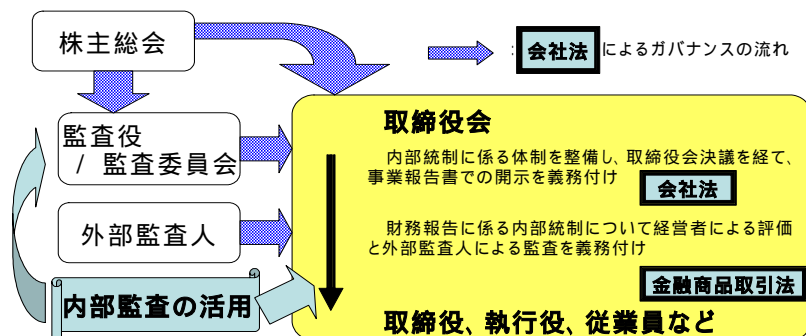 株主総会
:会社法によるガバナンスの流れ
監査役
/ 監査委員会
外部監査人
内部監査の活用
取締役会
内部統制に係る体制を整備し、取締役会決議を経て、
事業報告書での開示を義務付け
会社法
財務報告に係る内部統制について経営者による評価
と外部監査人による監査を義務付け
金融商品取引法
取締役、執行役、従業員など